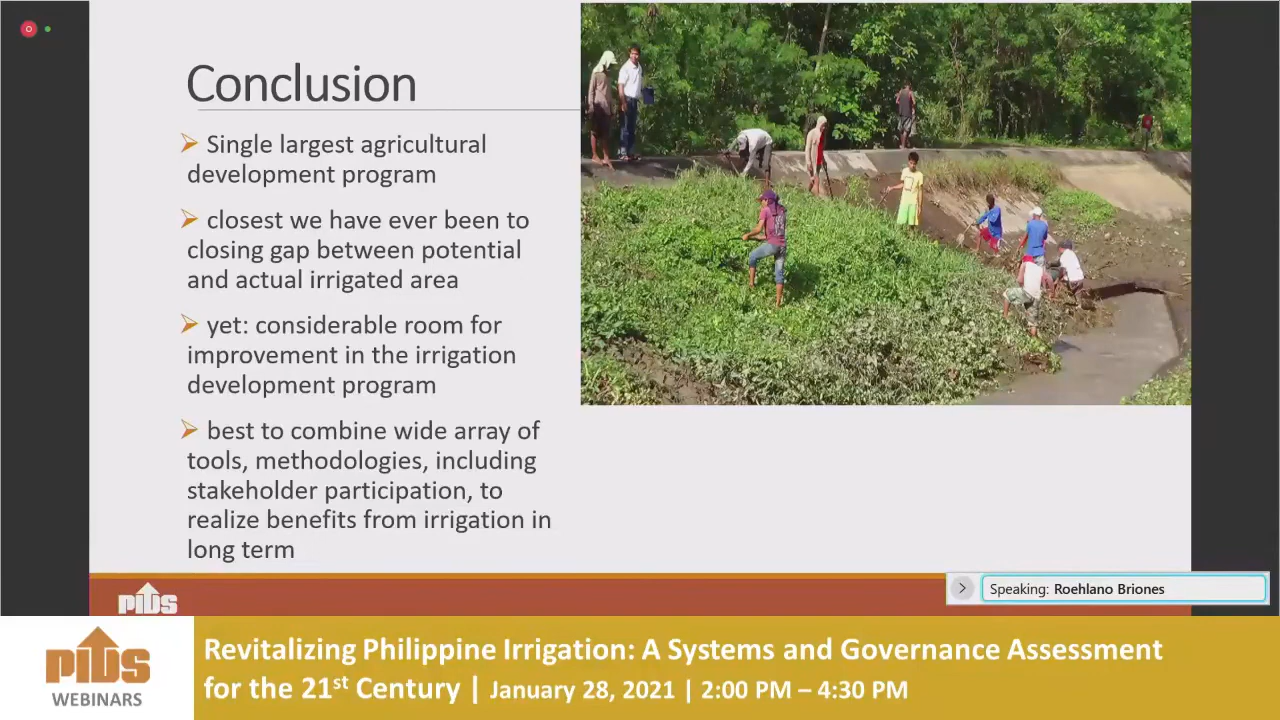 Conclusion
Single largest agricultural
development program
closest we have ever been to
closing gap between potential
and actual irrigated area
yet: considerable room for
improvement in the irrigation
development program
best to combine wide array of
tools, methodologies, including
stakeholder participation, to
realize benefits from irrigation in
long term
PIDS
Speaking: Roehlano Briones
PIDS
WEBINARS
Revitalizing Philippine Irrigation: A Systems and Governance Assessment
for the 21st Century | January 28, 2021 | 2:00 PM – 4:30 PM